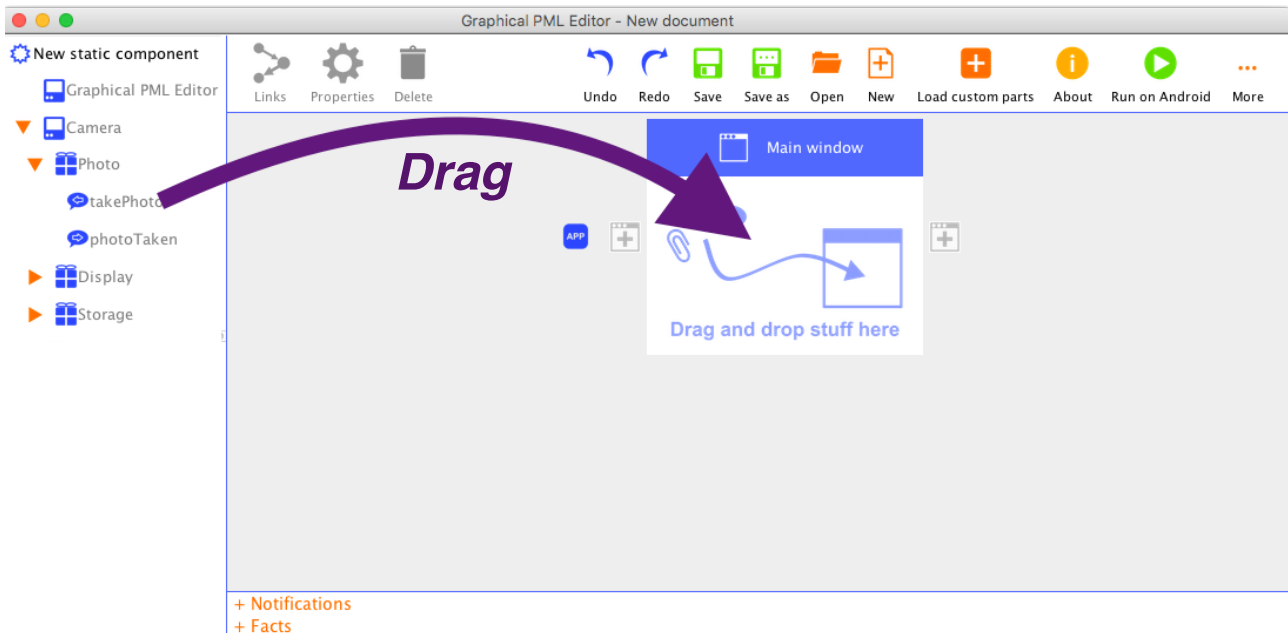 Graphical PML Editor - New document
New static component
Graphical PML Editor
Camera
Photo
takePhoto
photoTaken
Display
Storage
Links Properties Delete Undo Redo Save Save as Open New Load custom parts About Run on Android More
Drag
Main window
APP
Drag and drop stuff here
+ Notifications
+ Facts